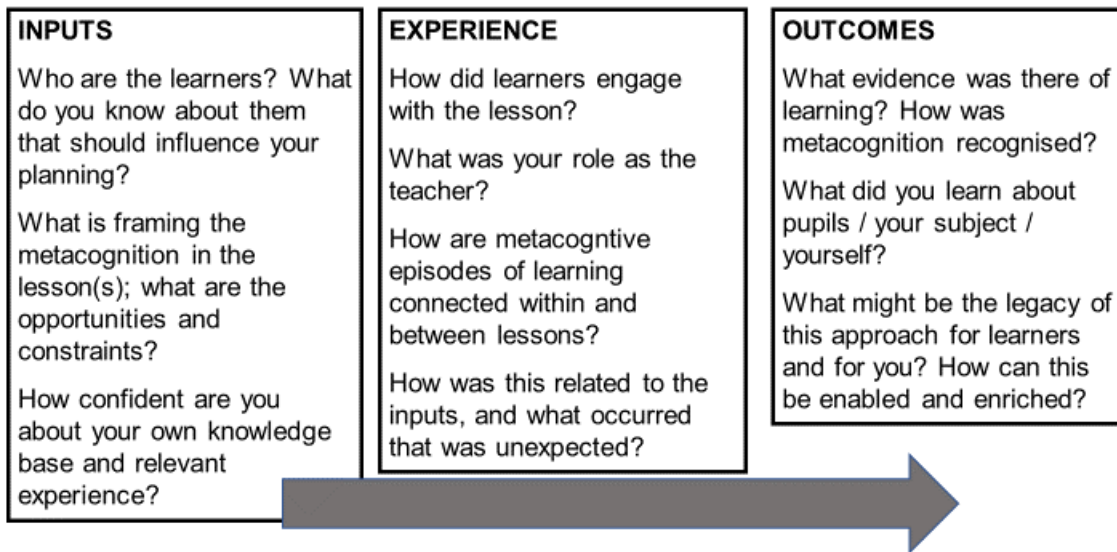 INPUTS
Who are the learners? What
do you know about them
that should influence your
planning?
What is framing the
metacognition in the
lesson(s); what are the
opportunities and
constraints?
How confident are you
about your own knowledge
base and relevant
experience?
EXPERIENCE
How did learners engage
with the lesson?
What was your role as the
teacher?
How are metacogntive
episodes of learning
connected within and
between lessons?
How was this related to the
inputs, and what occurred
that was unexpected?
OUTCOMES
What evidence was there of
learning? How was
metacognition recognised?
What did you learn about
pupils / your subject /
yourself?
What might be the legacy of
this approach for learners
and for you? How can this
be enabled and enriched?